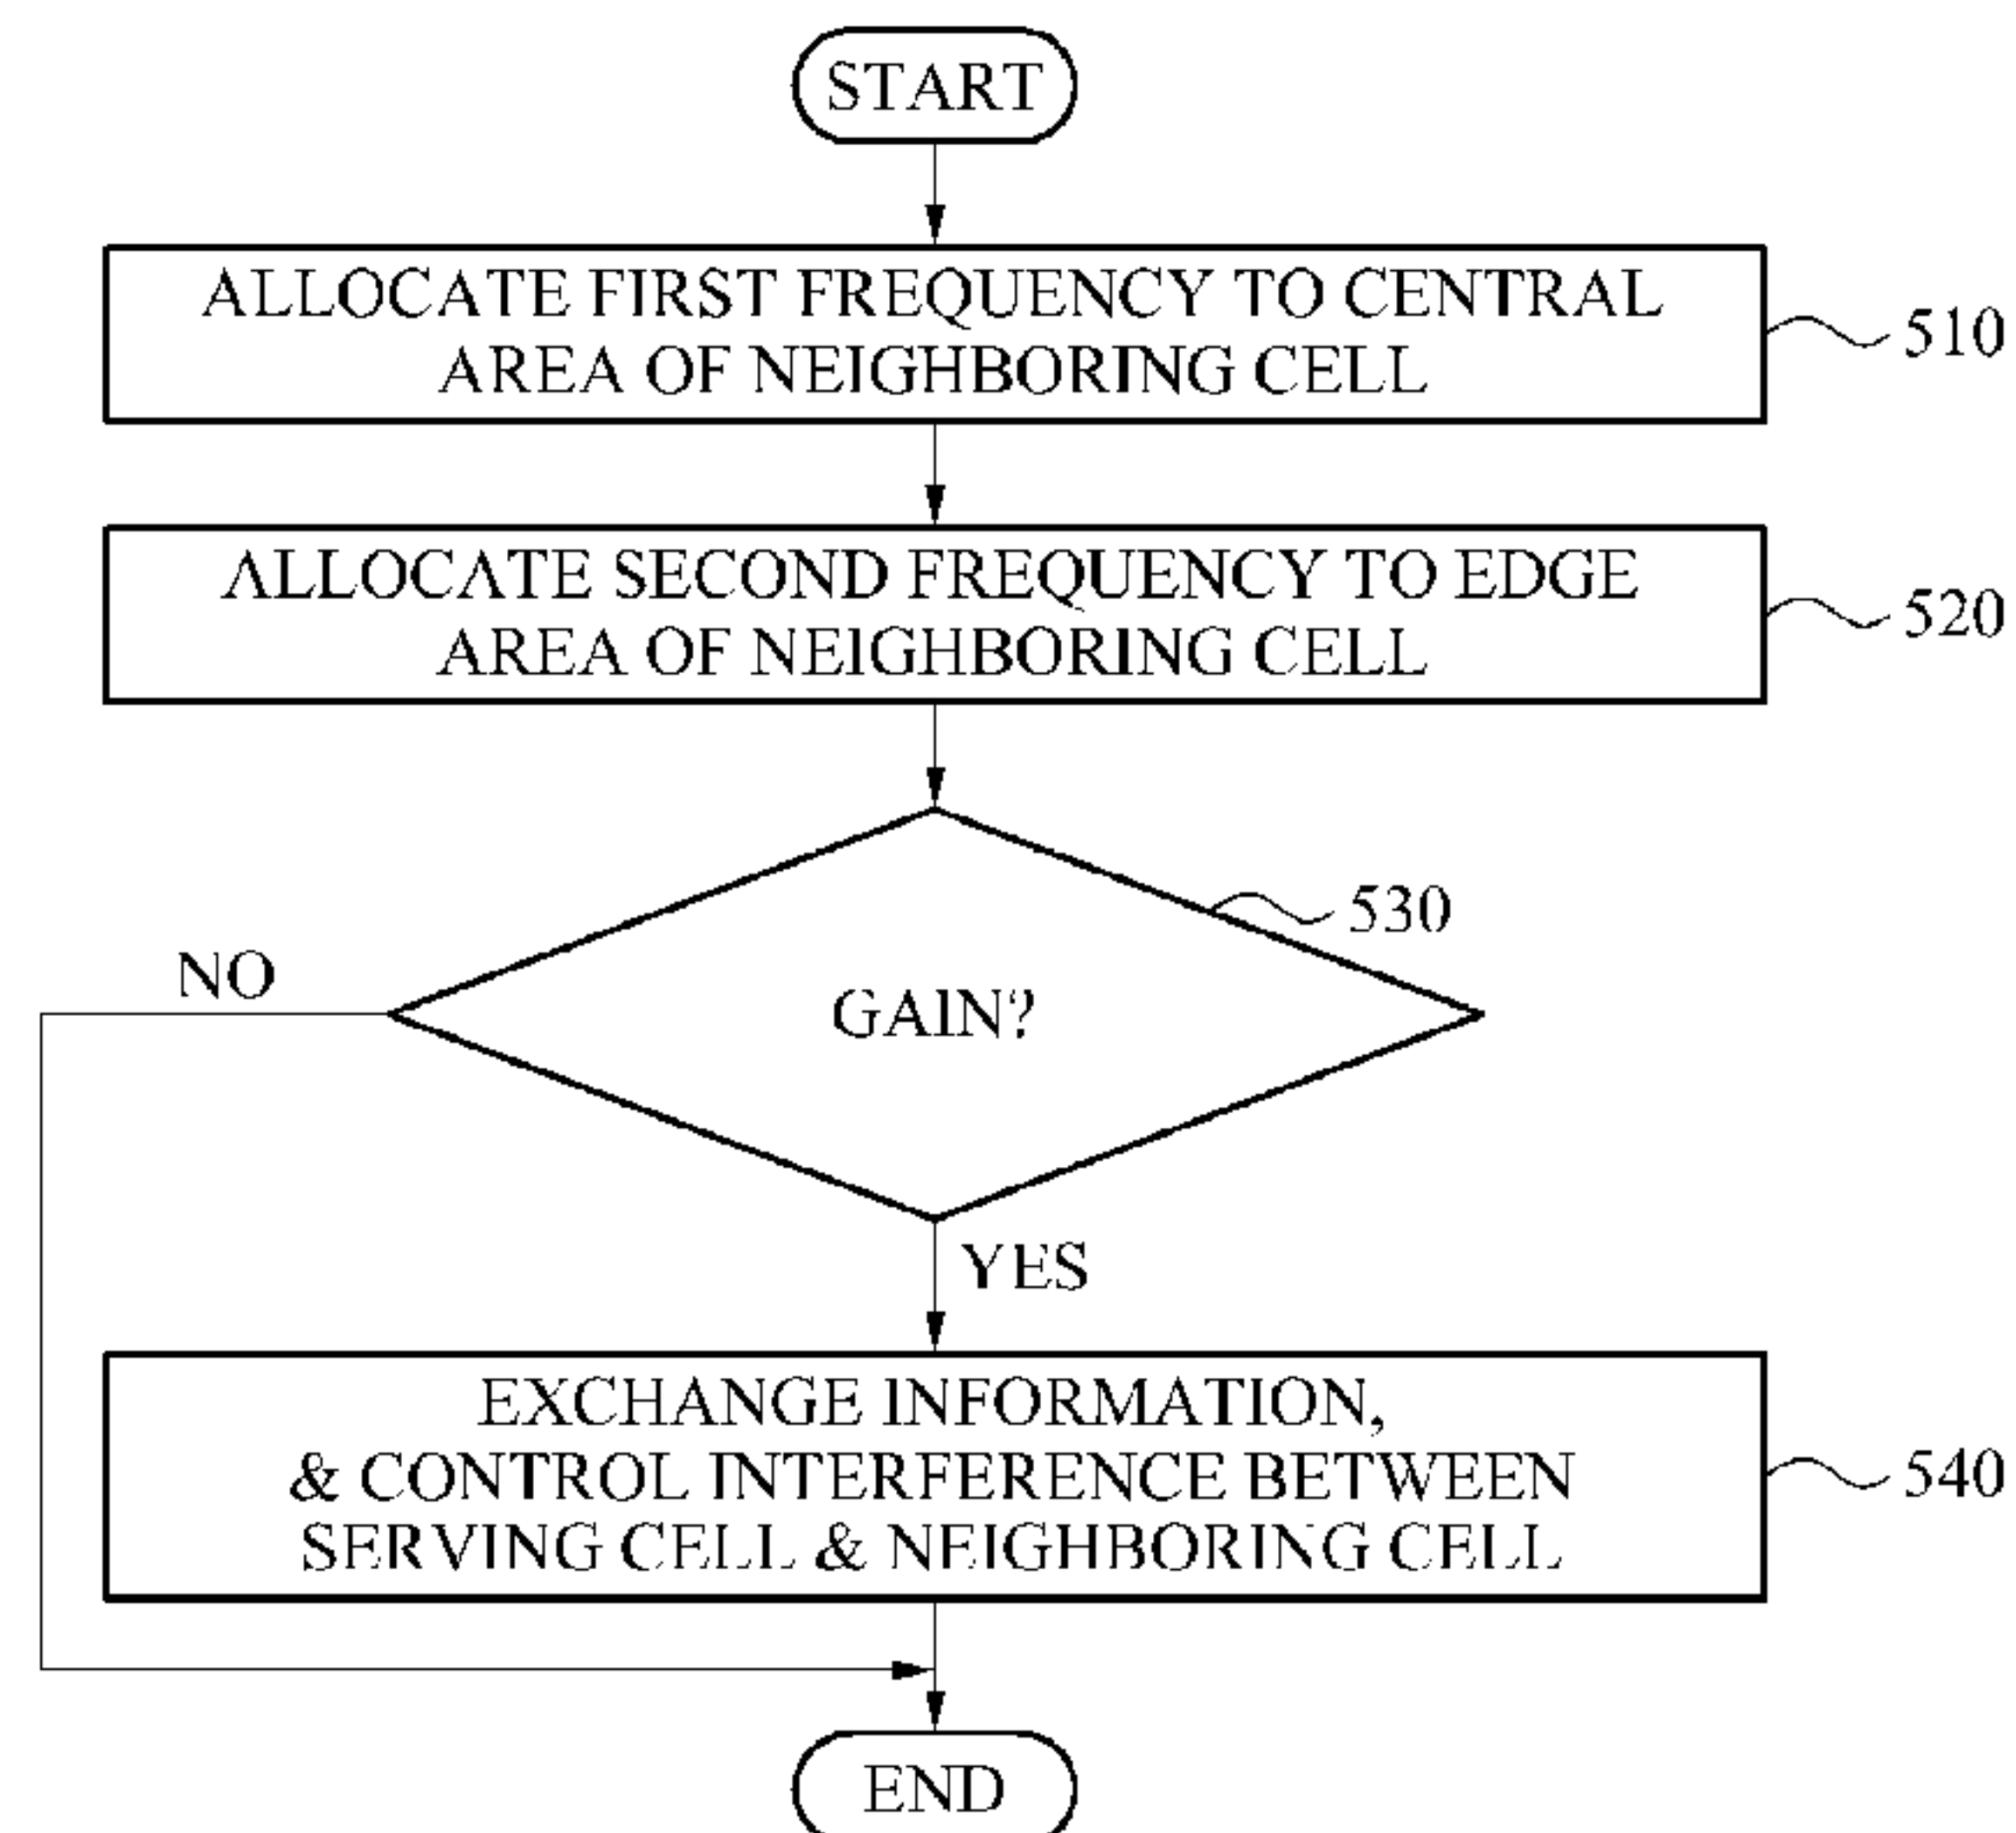 START
ALLOCATE FIRST FREQUENCY TO CENTRAL
AREA OF NEIGHBORING CELL
510
ALLOCATE SECOND FREQUENCY TO EDGE
AREA OF NEIGHBORING CELL
520
530
NO
GAIN?
YES
EXCHANGE INFORMATION,
& CONTROL INTERFERENCE BETWEEN
SERVING CELL & NEIGHBORING CELL
540
END